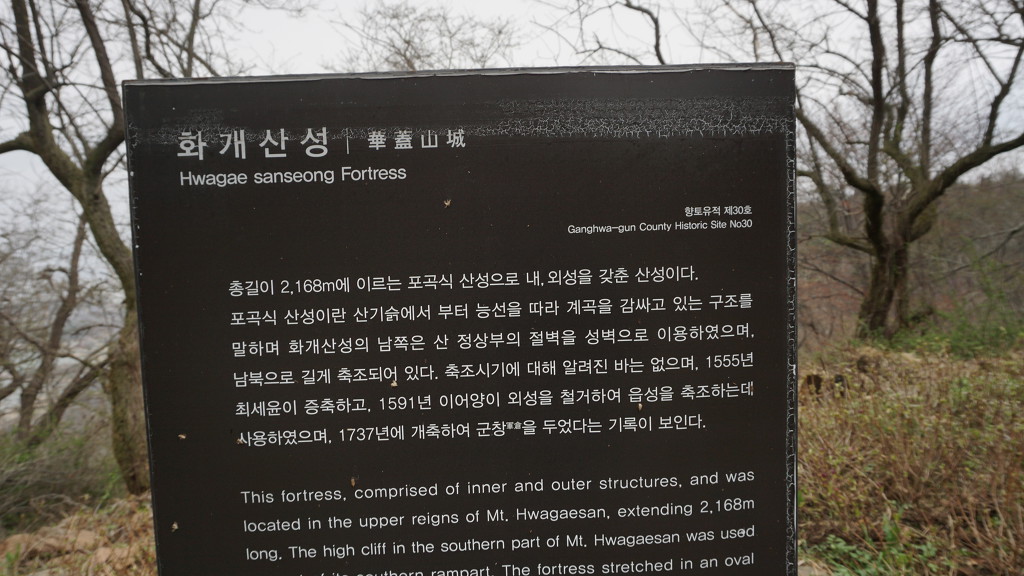 화개산성 | 華蓋山城
Hwagae sanseong Fortress
향토유적 제30호
Ganghwa-gun County Historic Site No30
총길이 2,168m에 이르는 포곡식 산성으로 내, 외성을 갖춘 산성이다.
포곡식 산성이란 산기슭에서 부터 능선을 따라 계곡을 감싸고 있는 구조를
말하며 화개산성의 남쪽은 산 정상부의 절벽을 성벽으로 이용하였으며,
남북으로 길게 축조되어 있다. 축조시기에 대해 알려진 바는 없으며, 1555년
최세윤이 증축하고, 1591년 이어양이 외성을 철거하여 읍성을 축조하는데
사용하였으며, 1737년에 개축하여 군창軍倉을 두었다는 기록이 보인다.
This fortress, comprised of inner and outer structures, and was
located in the upper reigns of Mt. Hwagaesan, extending 2,168m
long. The high cliff in the southern part of Mt. Hwagaesan was used
southern rampart. The fortress stretched in an oval